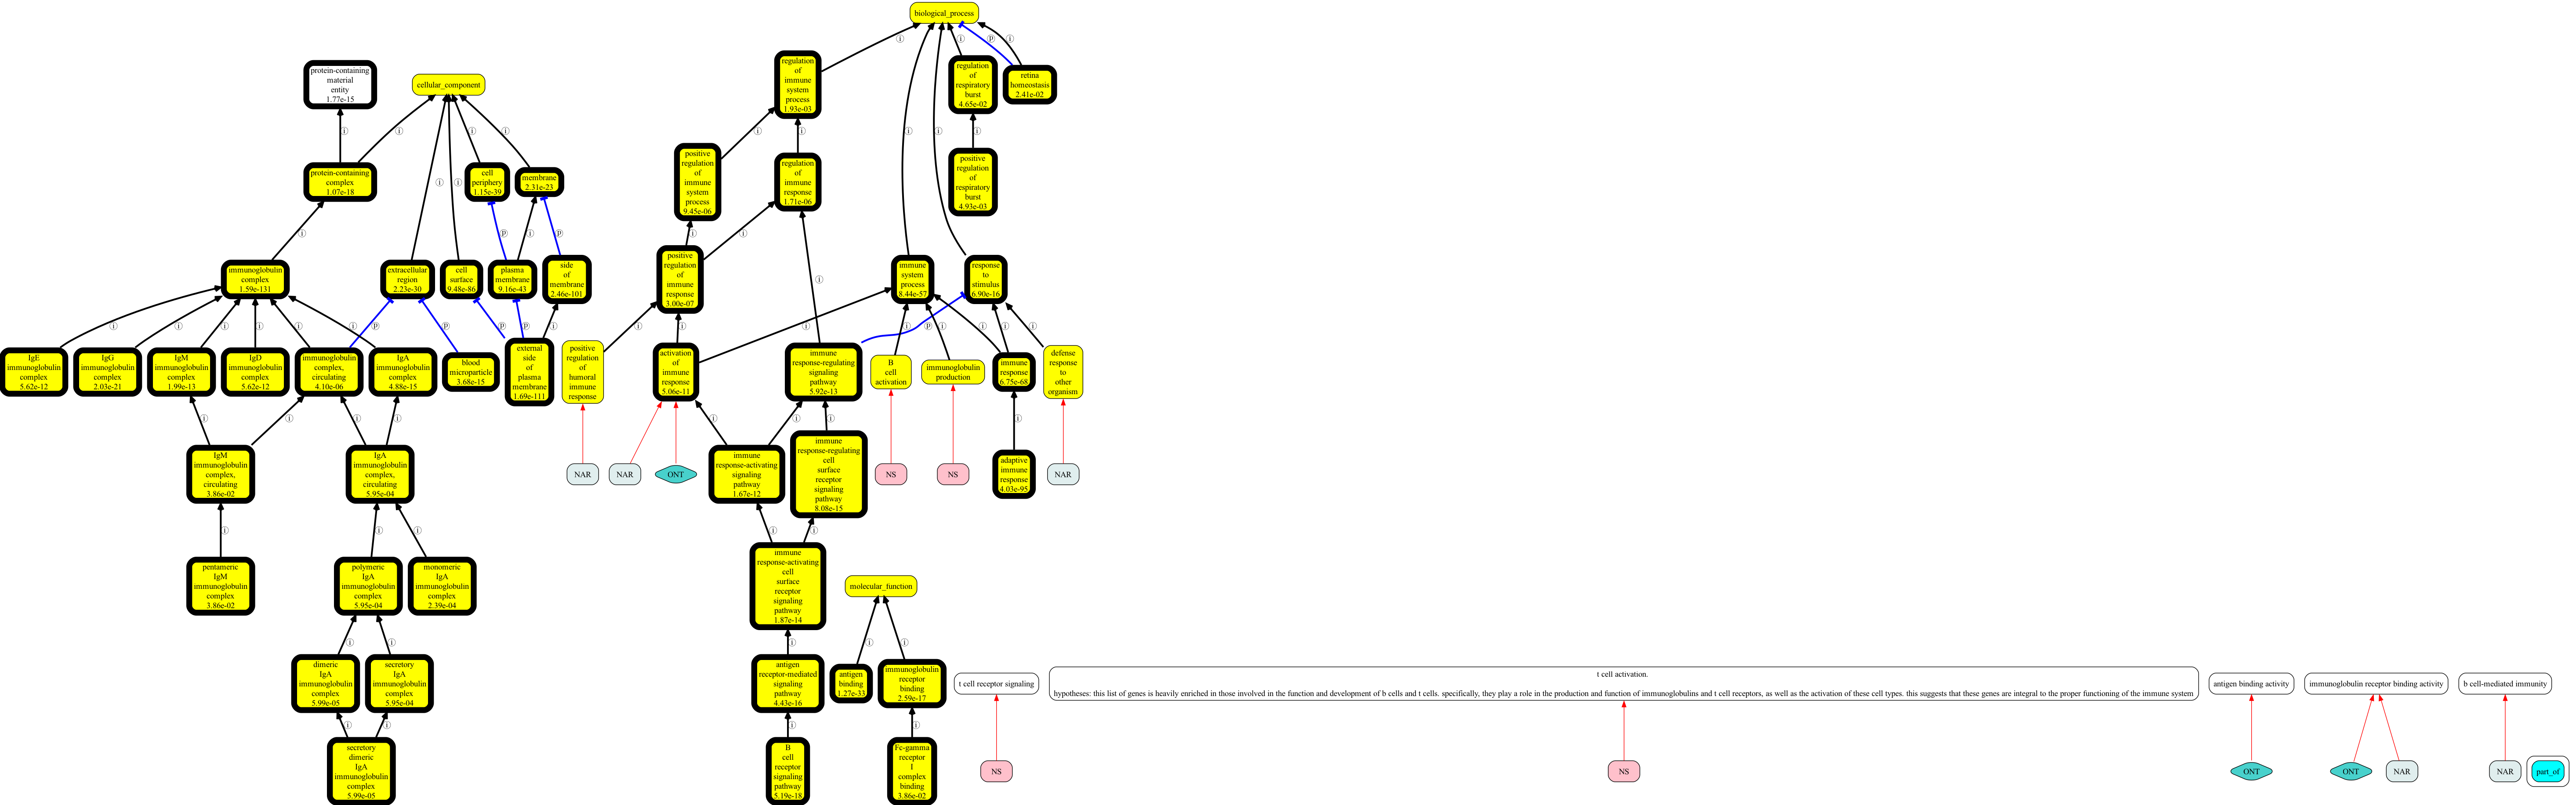 biological_process
protein-containing
material
entity
1.77e-15
cellular_component
regulation
of
immune
system
process
1.93e-03
regulation
of
respiratory
burst
4.65e-02
retina
homeostasis
2.41e-02
protein-containing
complex
1.07e-18
cell
periphery
1.15e-39
membrane
2.31e-23
positive
regulation
of
immune
system
process
9.45e-06
regulation
of
immune
response
1.71e-06
positive
regulation
of
respiratory
burst
4.93e-03
immunoglobulin
complex
1.59e-131
extracellular
region
2.23e-30
cell
surface
9.48e-86
plasma
membrane
9.16e-43
side
of
membrane
2.46e-101
positive
regulation
of
immune
response
3.00e-07
immune
system
process
8.44e-57
response
to
stimulus
6.90e-16
IgE
immunoglobulin
complex
5.62e-12
IgG
immunoglobulin
complex
2.03e-21
IgM
immunoglobulin
complex
1.99e-13
IgD
immunoglobulin
complex
5.62e-12
immunoglobulin
complex,
circulating
4.10e-06
IgA
immunoglobulin
complex
4.88e-15
blood
microparticle
3.68e-15
external
side
of
plasma
membrane
1.69e-111
positive
regulation
of
humoral
immune
response
activation
of
immune
response
5.06e-11
immune
response-regulating
signaling
pathway
5.92e-13
B
cell
activation
immunoglobulin
production
immune
response
6.75e-68
defense
response
to
other
organism
IgM
immunoglobulin
complex,
circulating
3.86e-02
IgA
immunoglobulin
complex,
circulating
5.95e-04
NAR
NAR
ONT
immune
response-activating
signaling
pathway
1.67e-12
immune
response-regulating
cell
surface
receptor
signaling
pathway
8.08e-15
NS
NS
adaptive
immune
response
4.03e-95
NAR
pentameric
IgM
immunoglobulin
complex
3.86e-02
polymeric
IgA
immunoglobulin
complex
5.95e-04
monomeric
IgA
immunoglobulin
complex
2.39e-04
immune
response-activating
cell
surface
receptor
signaling
pathway
1.87e-14
molecular_function
dimeric
IgA
immunoglobulin
complex
5.99e-05
secretory
IgA
immunoglobulin
complex
5.95e-04
antigen
receptor-mediated
signaling
pathway
4.43e-16
antigen
binding
1.27e-33
immunoglobulin
receptor
binding
2.59e-17
t cell receptor signaling
t cell activation.
hypotheses: this list of genes is heavily enriched in those involved in the function and development of b cells and t cells. specifically, they play a role in the production and function of immunoglobulins and t cell receptors, as well as the activation of these cell types. this suggests that these genes are integral to the proper functioning of the immune system
antigen binding activity
immunoglobulin receptor binding activity
b cell-mediated immunity
secretory
dimeric
IgA
immunoglobulin
complex
5.99e-05
B
cell
receptor
signaling
pathway
5.19e-18
Fc-gamma
receptor
I
complex
binding
3.86e-02
NS
NS
ONT
ONT
NAR
NAR
part_of